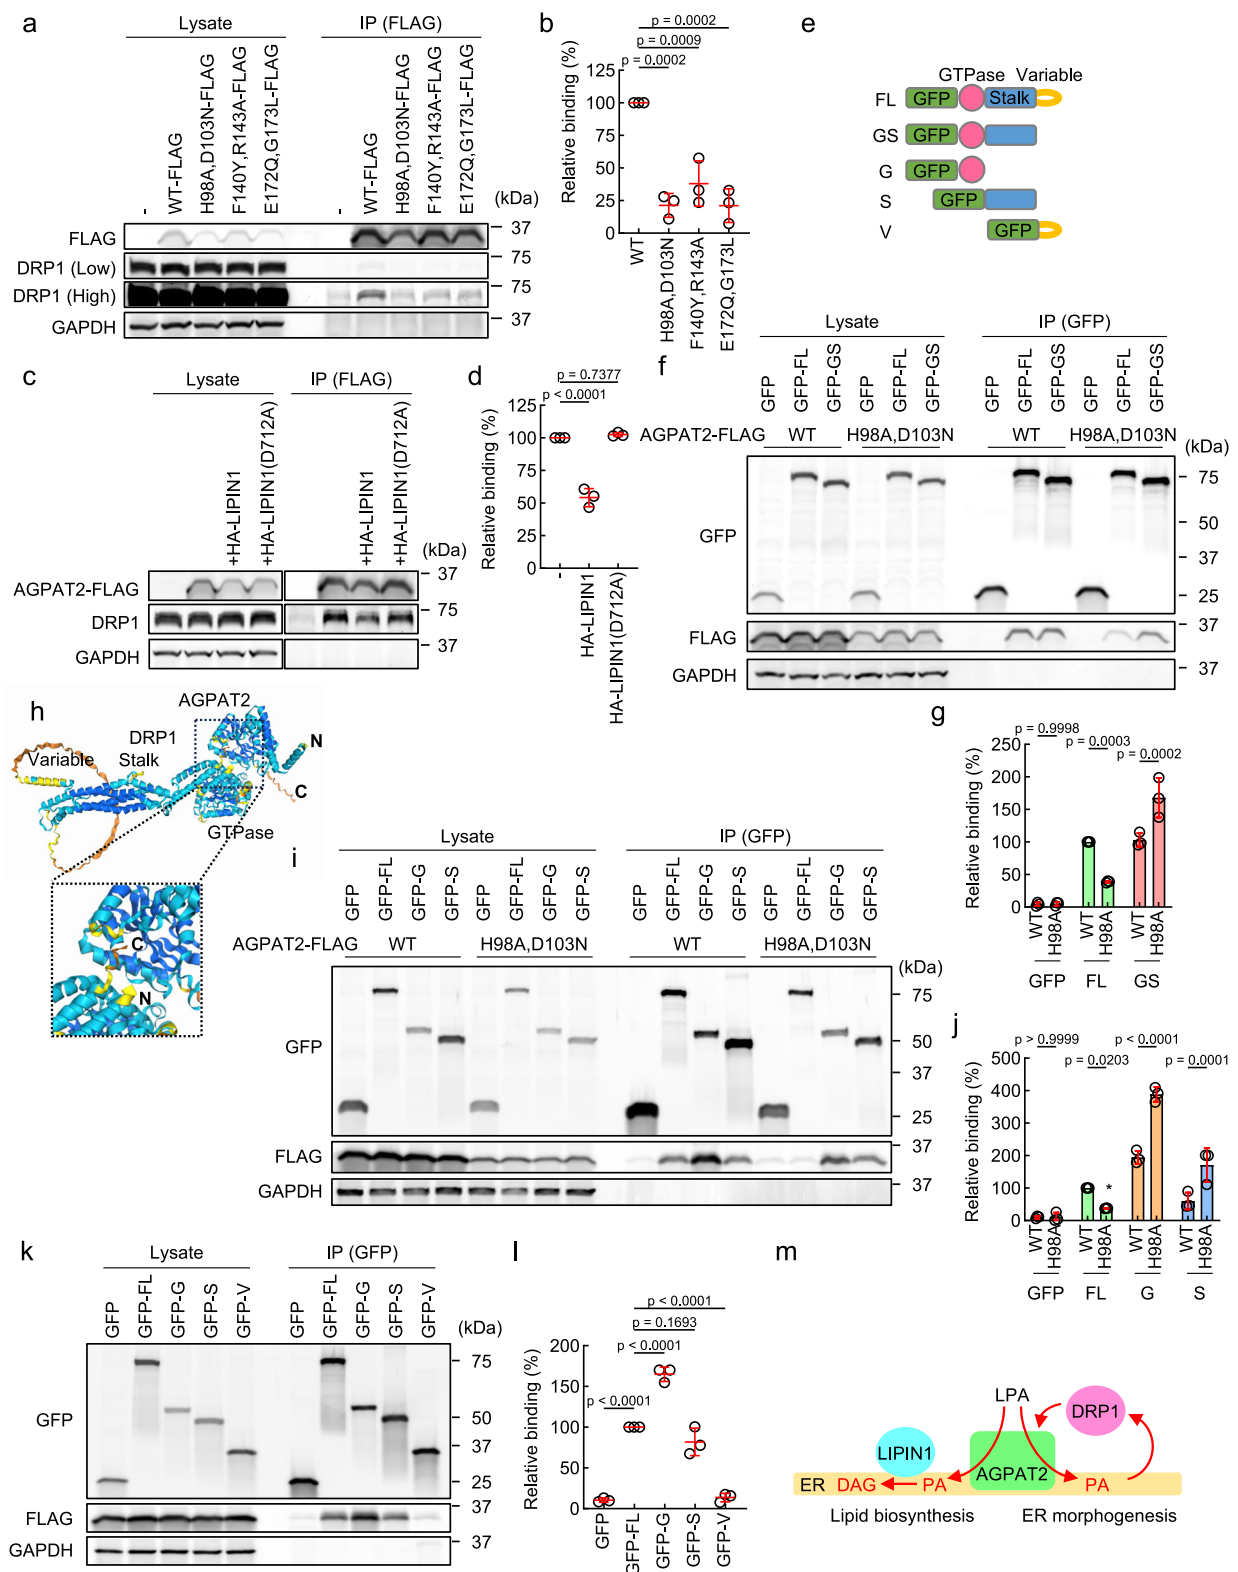 a
Lysate
IP (FLAG)
-
WT-FLAG
H98A,D103N-FLAG
F140Y,R143A-FLAG
E172Q,G173L-FLAG
-
WT-FLAG
H98A,D103N-FLAG
F140Y,R143A-FLAG
E172Q,G173L-FLAG
(kDa)
FLAG
37
DRP1 (Low)
75
DRP1 (High)
75
GAPDH
37
b
p = 0.0002
p = 0.0009
p = 0.0002
Relative binding (%)
125
100
75
50
25
0
WT
H98A,D103N
F140Y,R143A
E172Q,G173L
e
GTPase Variable
FL GFP Stalk
GS GFP
G GFP
S GFP
V GFP
c
Lysate
IP (FLAG)
+HA-LIPIN1
+HA-LIPIN1(D712A)
+HA-LIPIN1
+HA-LIPIN1(D712A)
(kDa)
AGPAT2-FLAG
37
DRP1
75
GAPDH
37
d
p = 0.7377
p < 0.0001
Relative binding (%)
125
100
75
50
25
0
-
HA-LIPIN1
HA-LIPIN1(D712A)
f
Lysate
IP (GFP)
GFP
GFP-FL
GFP-GS
GFP
GFP-FL
GFP-GS
GFP
GFP-FL
GFP-GS
GFP
GFP-FL
GFP-GS
AGPAT2-FLAG WT H98A,D103N WT H98A,D103N
(kDa)
GFP
75
50
37
25
FLAG
37
GAPDH
37
h
AGPAT2
DRP1
Variable Stalk
N
C
GTPase
C
N
g
p = 0.9998
p = 0.0003
p = 0.0002
Relative binding (%)
250
200
150
100
50
0
WT
H98A
WT
H98A
WT
H98A
GFP FL GS
i
Lysate
IP (GFP)
GFP
GFP-FL
GFP-G
GFP-S
GFP
GFP-FL
GFP-G
GFP-S
GFP
GFP-FL
GFP-G
GFP-S
GFP
GFP-FL
GFP-G
GFP-S
AGPAT2-FLAG WT H98A,D103N WT H98A,D103N
(kDa)
GFP
75
50
37
25
FLAG
37
GAPDH
37
j
p > 0.9999
p < 0.0001
p = 0.0203
p = 0.0001
Relative binding (%)
500
400
300
200
100
0
*
WT
H98A
WT
H98A
WT
H98A
WT
H98A
GFP FL G S
k
Lysate
IP (GFP)
GFP
GFP-FL
GFP-G
GFP-S
GFP-V
GFP
GFP-FL
GFP-G
GFP-S
GFP-V
(kDa)
GFP
75
50
37
25
FLAG
37
GAPDH
37
l
p < 0.0001
p = 0.1693
p < 0.0001
p < 0.0001
Relative binding (%)
200
150
100
50
0
GFP
GFP-FL
GFP-G
GFP-S
GFP-V
m
LPA
DRP1
LIPIN1
AGPAT2
ER DAG PA PA
Lipid biosynthesis
ER morphogenesis